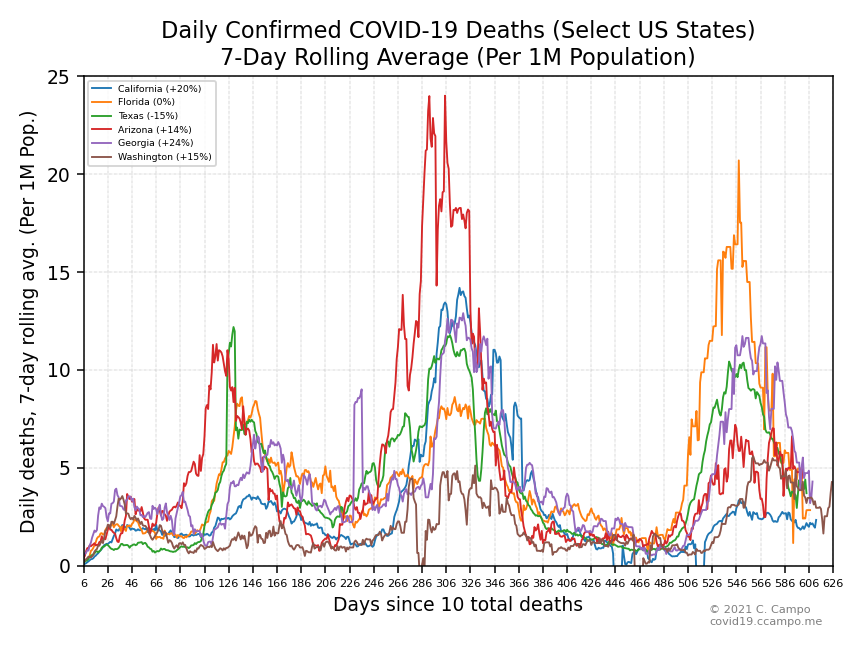 Daily Confirmed COVID-19 Deaths (Select US States)
7-Day Rolling Average (Per 1M Population)
Daily deaths, 7-day rolling avg. (Per 1M Pop.)
25
20
15
10
5
0
California (+20%)
Florida (0%)
Texas (-15%)
Arizona (+14%)
Georgia (+24%)
Washington (+15%)
6 26 46 66 86 106 126 146 166 186 206 226 246 266 286 306 326 346 366 386 406 426 446 466 486 506 526 546 566 586 606 626
Days since 10 total deaths
© 2021 C. Campo
covid19.ccampo.me